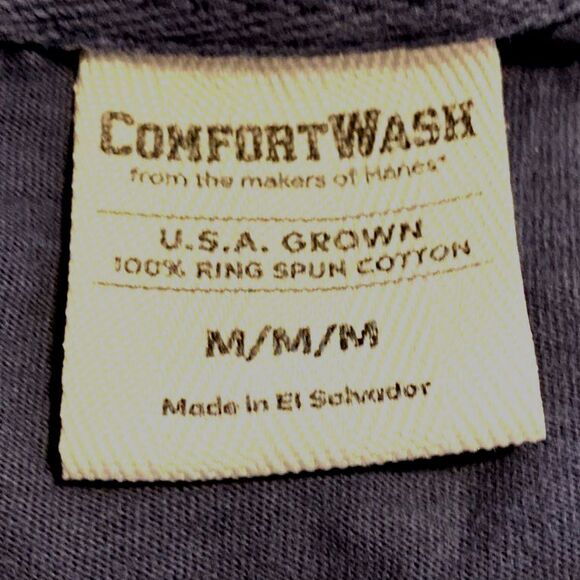 COMFORTWASH
from the makers of Hanes*
U.S.A. GROWN
100% RING SPUN COTTON
M/M/M
Made in El Salvador